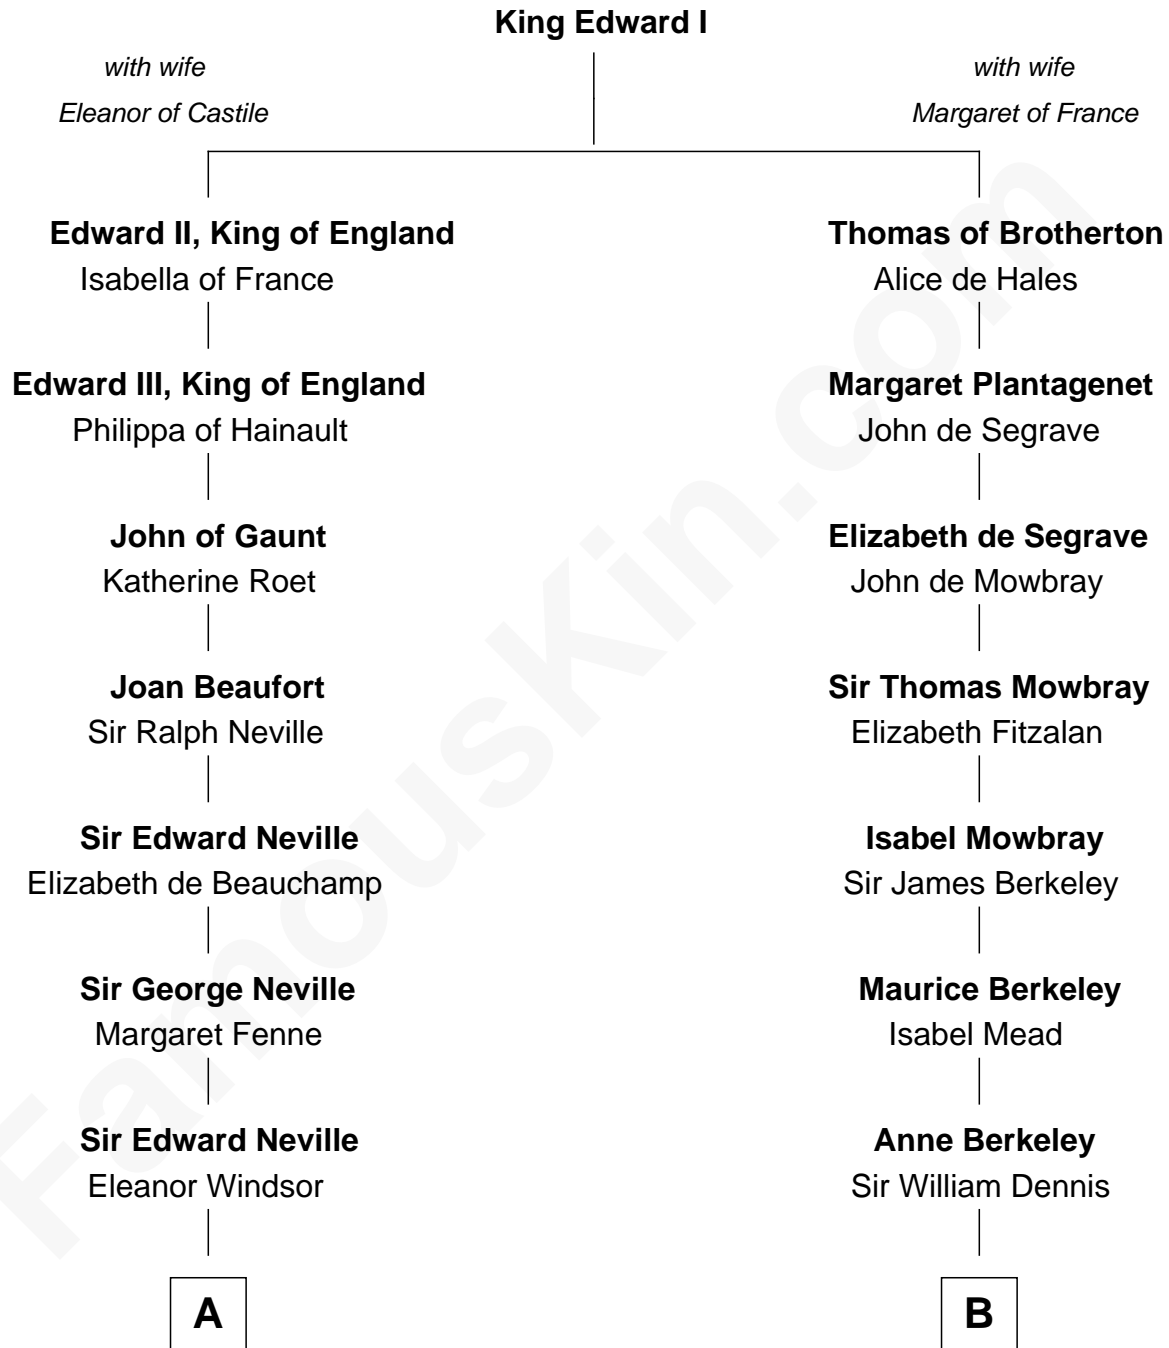 King Edward I
with wife
Eleanor of Castile
with wife
Margaret of France
Edward II, King of England
Isabella of France
Thomas of Brotherton
Alice de Hales
Edward III, King of England
Philippa of Hainault
Margaret Plantagenet
John de Segrave
John of Gaunt
Katherine Roet
Elizabeth de Segrave
John de Mowbray
Joan Beaufort
Sir Ralph Neville
Sir Thomas Mowbray
Elizabeth Fitzalan
Sir Edward Neville
Elizabeth de Beauchamp
Isabel Mowbray
Sir James Berkeley
Sir George Neville
Margaret Fenne
Maurice Berkeley
Isabel Mead
Sir Edward Neville
Eleanor Windsor
Anne Berkeley
Sir William Dennis
A
B
FamousKin.com